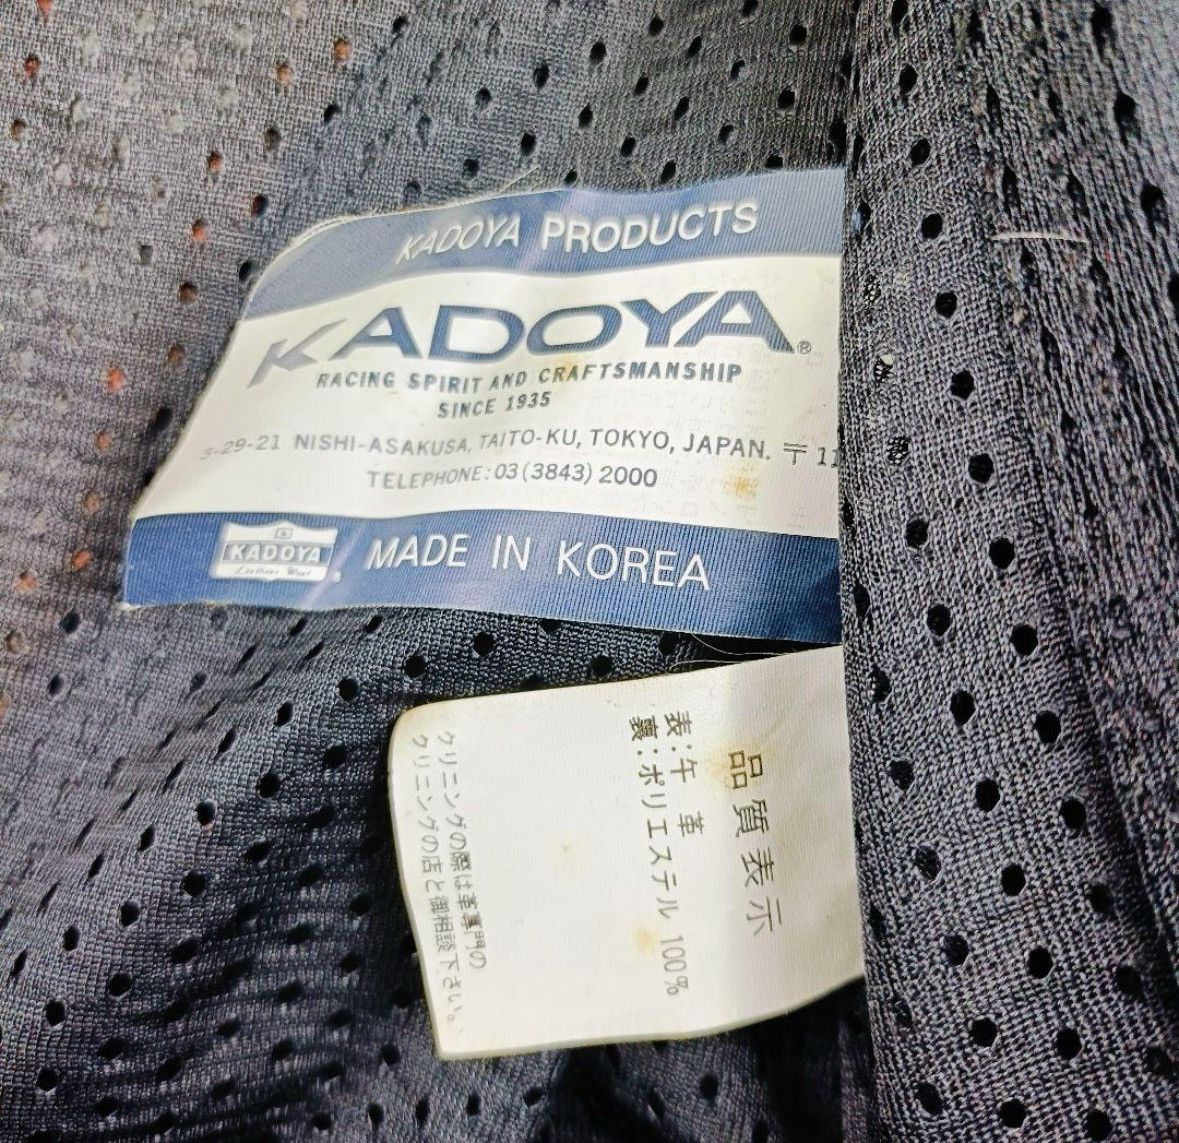 KADOYA PRODUCTS
KADOYA®
RACING SPIRIT AND CRAFTSMANSHIP
SINCE 1935
3-29-21 NISHI-ASAKUSA, TAITO-KU, TOKYO, JAPAN. 〒11
TELEPHONE: 03 (3843) 2000
KADOYA
MADE IN KOREA
品質表示
表:牛革
裏:ポリエステル 100%
クリニングの際は革専門の
クリニングの店と御相談下さい。